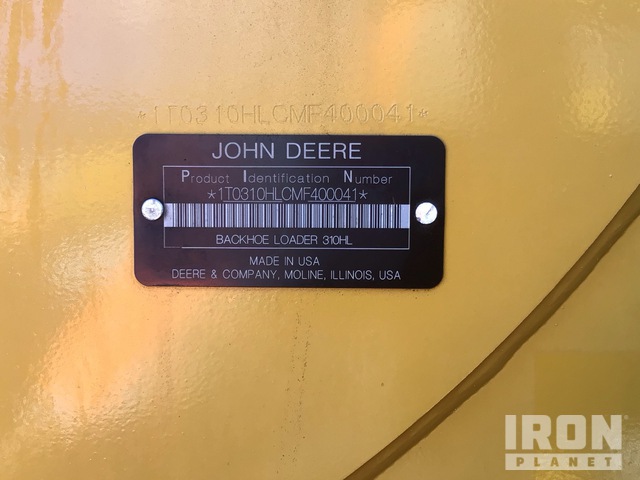 *1T0310HLCMF400041*
JOHN DEERE
Product Identification Number
*1T0310HLCMF400041*
BACKHOE LOADER 310HL
MADE IN USA
DEERE & COMPANY, MOLINE, ILLINOIS, USA
IRON
PLANET